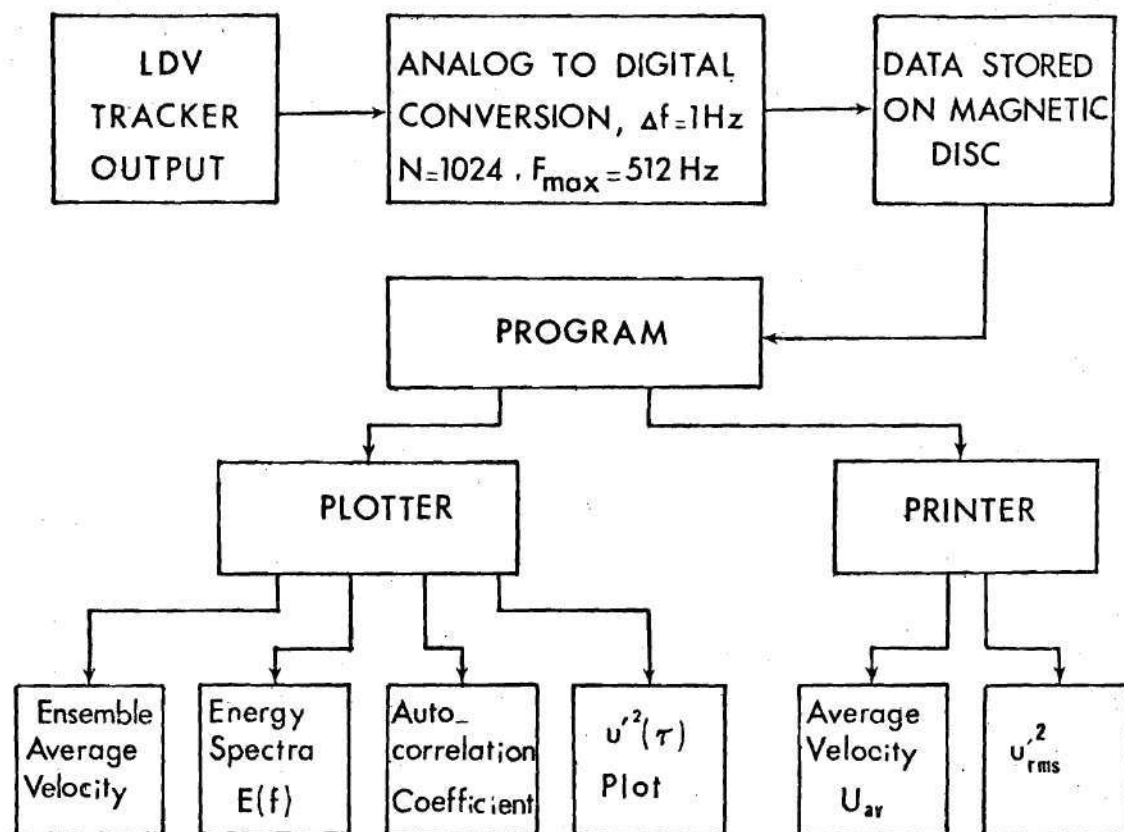 LDV
TRACKER
OUTPUT
ANALOG TO DIGITAL
CONVERSION, Δf=1Hz
N=1024 . Fmax=512 Hz
DATA STORED
ON MAGNETIC
DISC
PROGRAM
PLOTTER
PRINTER
Ensemble
Average
Velocity
Energy
Spectra
E(f)
Auto_
correlation
Coefficient
u'²(τ)
Plot
Average
Velocity
Uav
u'²rms